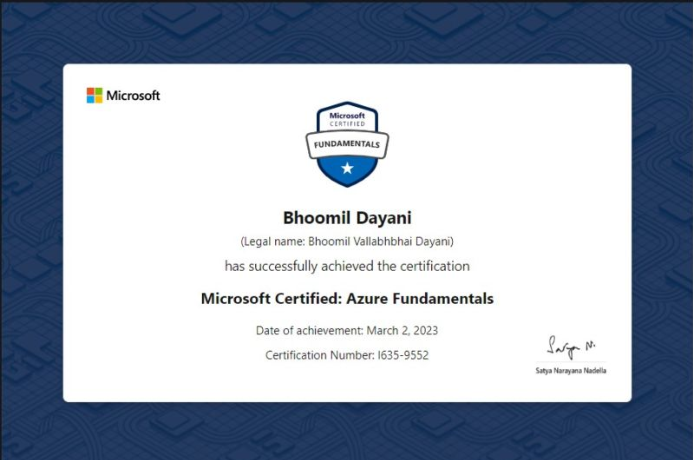 Microsoft
Microsoft
CERTIFIED
FUNDAMENTALS
Bhoomil Dayani
(Legal name: Bhoomil Vallabhbhai Dayani)
has successfully achieved the certification
Microsoft Certified: Azure Fundamentals
Date of achievement: March 2, 2023
Certification Number: I635-9552
Satya N.
Satya Narayana Nadella